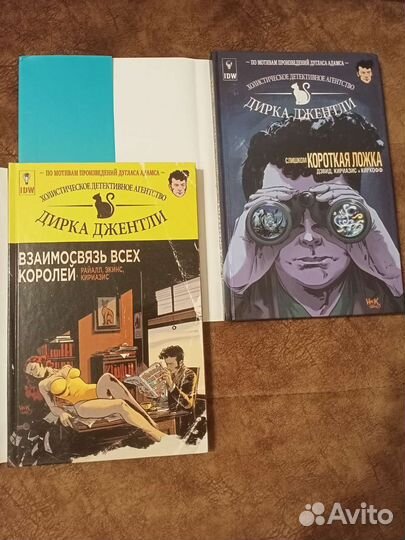 – ПО МОТИВАМ ПРОИЗВЕДЕНИЙ ДУГЛАСА АДАМСА –
IDW
ХОЛИСТИЧЕСКОЕ ДЕТЕКТИВНОЕ АГЕНТСТВО
ДИРКА ДЖЕНТЛИ
СЛИШКОМ КОРОТКАЯ ЛОЖКА
ДЭВИД, КИРИАЗИС и КИРКОФФ
– ПО МОТИВАМ ПРОИЗВЕДЕНИЙ ДУГЛАСА АДАМСА –
IDW
ХОЛИСТИЧЕСКОЕ ДЕТЕКТИВНОЕ АГЕНТСТВО
ДИРКА ДЖЕНТЛИ
ВЗАИМОСВЯЗЬ ВСЕХ
КОРОЛЕЙ РАЙАЛЛ, ЭКИНС,
КИРИАЗИС
Avito